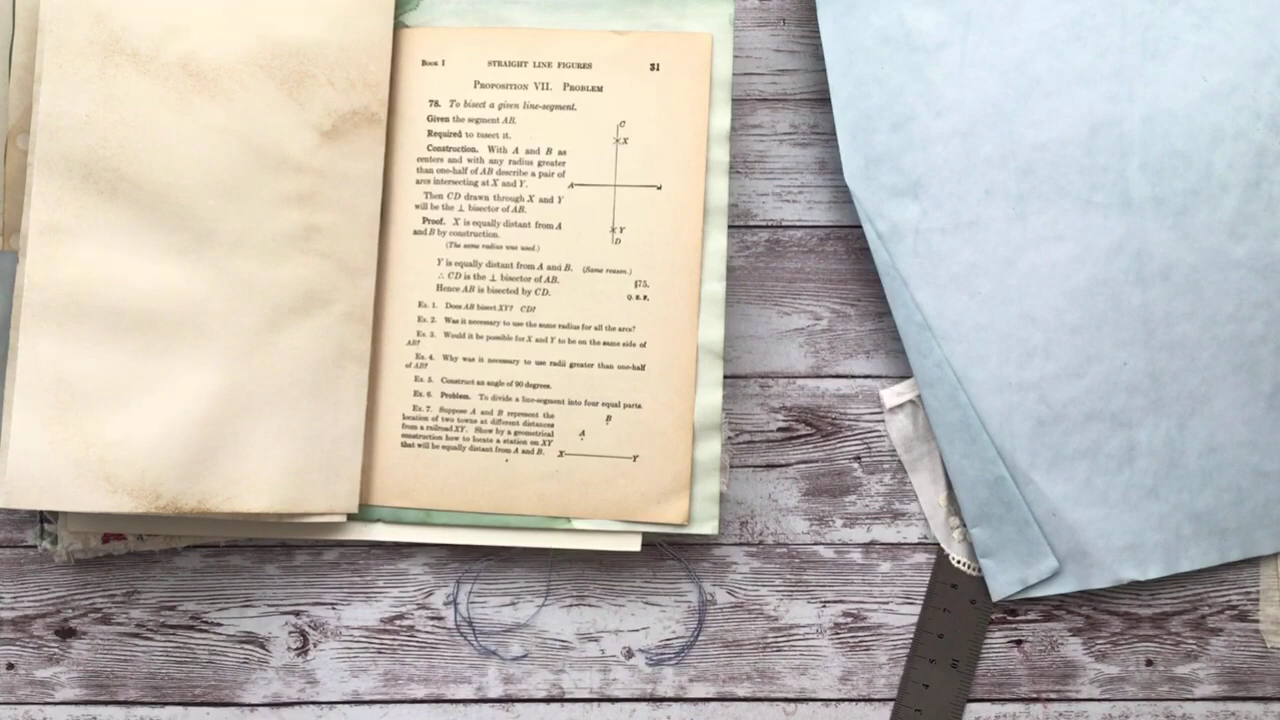 Book I STRAIGHT LINE FIGURES 31
Proposition VII. Problem
78. To bisect a given line-segment.
Given the segment AB.
Required to bisect it.
Construction. With A and B as
centers and with any radius greater
than one-half of AB describe a pair of
arcs intersecting at X and Y.
Then CD drawn through X and Y
will be the ⊥ bisector of AB.
C
X
A
Y
D
Proof. X is equally distant from A
and B by construction.
(The same radius was used.)
Y is equally distant from A and B. (Same reason.)
∴ CD is the ⊥ bisector of AB. §75.
Hence AB is bisected by CD. Q. E. F.
Ex. 1. Does AB bisect XY? CD?
Ex. 2. Was it necessary to use the same radius for all the arcs?
Ex. 3. Would it be possible for X and Y to be on the same side of
AB?
Ex. 4. Why was it necessary to use radii greater than one-half
of AB?
Ex. 5. Construct an angle of 90 degrees.
Ex. 6. Problem. To divide a line-segment into four equal parts.
Ex. 7. Suppose A and B represent the
location of two towns at different distances
from a railroad XY. Show by a geometrical
construction how to locate a station on XY
that will be equally distant from A and B.
B
A
X Y
8
7 9
6
5 10
4
3 11